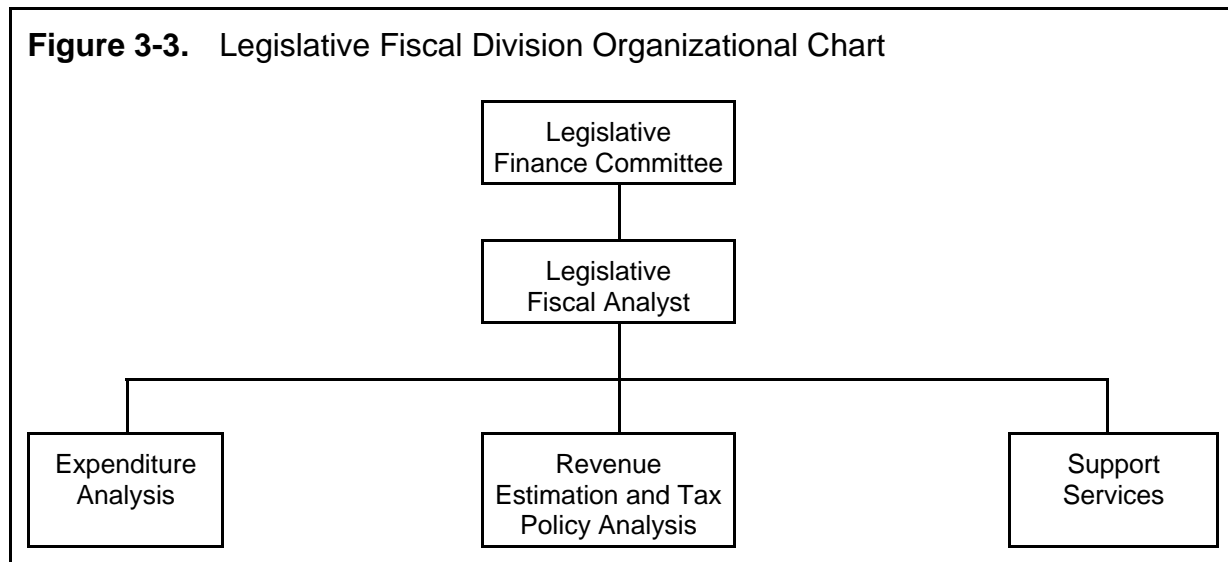 Figure 3-3. Legislative Fiscal Division Organizational Chart
Legislative
Finance Committee
Legislative
Fiscal Analyst
Expenditure
Analysis
Revenue
Estimation and Tax
Policy Analysis
Support
Services